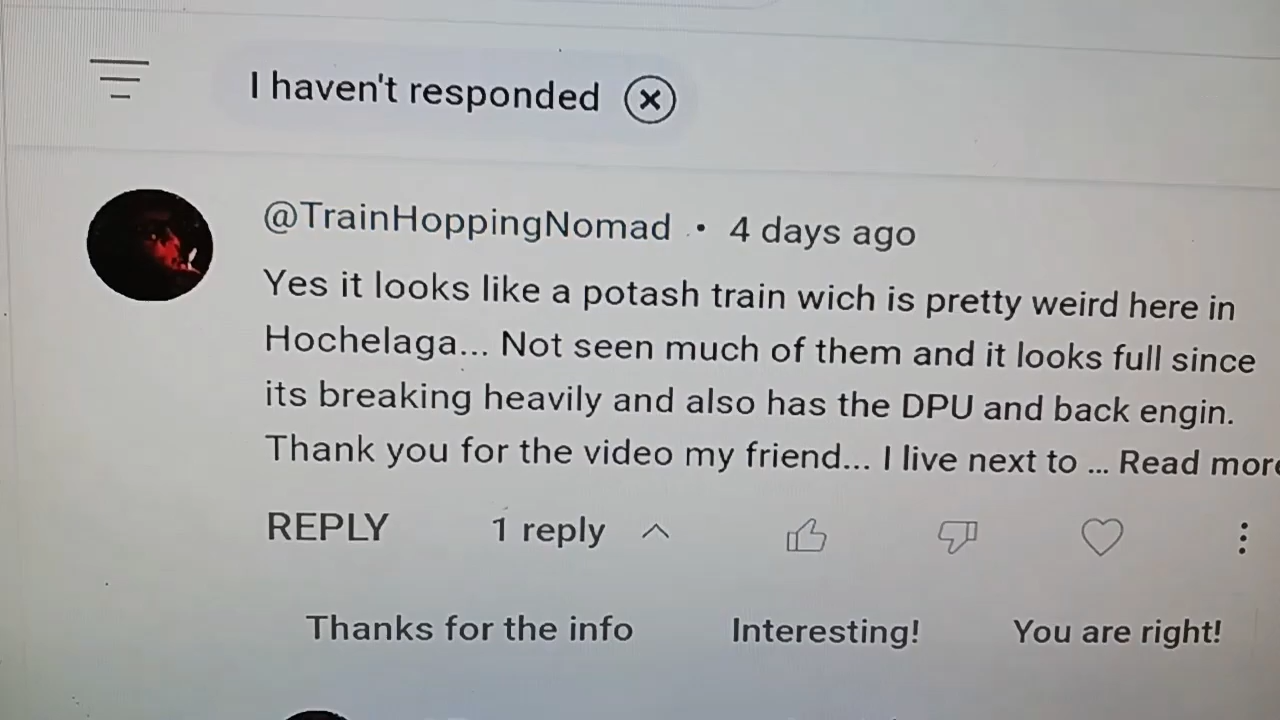 I haven't responded
@TrainHoppingNomad · 4 days ago
Yes it looks like a potash train wich is pretty weird here in
Hochelaga... Not seen much of them and it looks full since
its breaking heavily and also has the DPU and back engin.
Thank you for the video my friend... I live next to ... Read more
REPLY 1 reply
Thanks for the info Interesting! You are right!